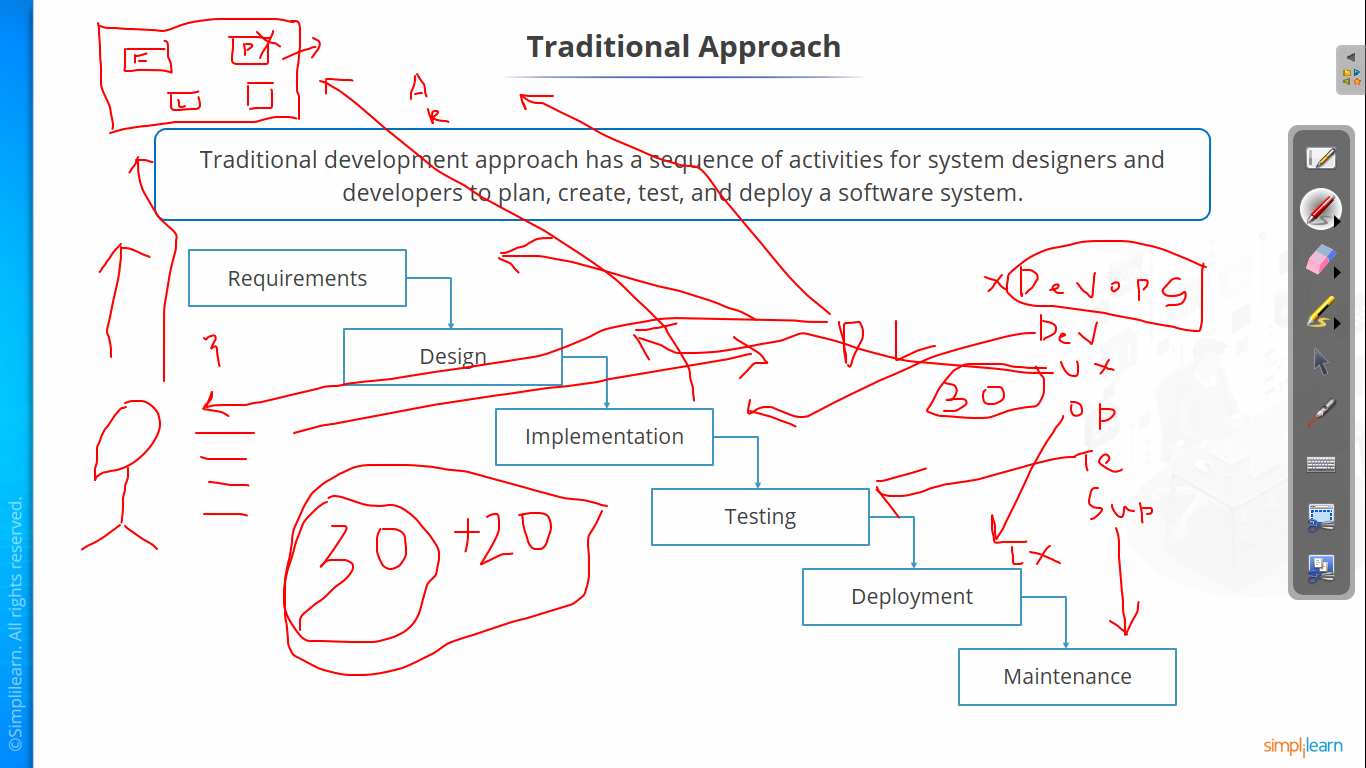 Traditional Approach
F
P
L
A
R
Traditional development approach has a sequence of activities for system designers and
developers to plan, create, test, and deploy a software system.
Requirements
x DevOPS
Design
D L
Dev
U x
30
OP
Implementation
Te
Sup
Testing
30 +20
I x
Deployment
Maintenance
©Simplilearn. All rights reserved.
simplilearn